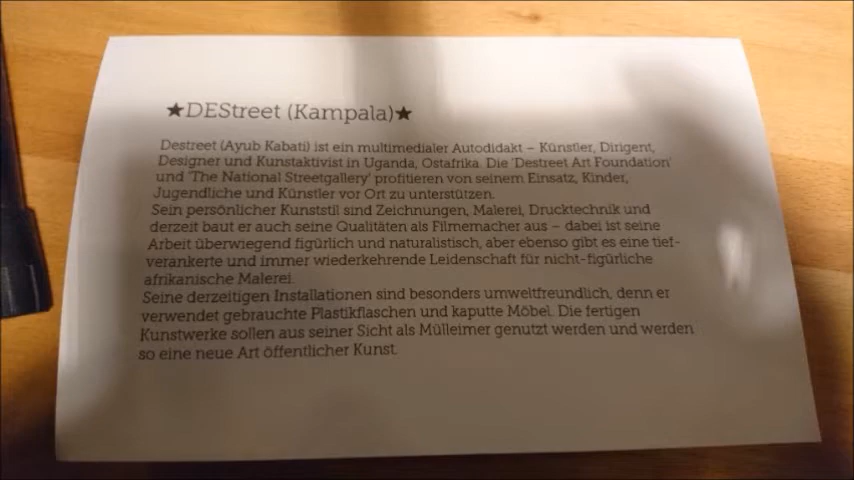 ★DEStreet (Kampala)★
Destreet (Ayub Kabati) ist ein multimedialer Autodidakt – Künstler, Dirigent,
Designer und Kunstaktivist in Uganda, Ostafrika. Die 'Destreet Art Foundation'
und 'The National Streetgallery' profitieren von seinem Einsatz, Kinder,
Jugendliche und Künstler vor Ort zu unterstützen.
Sein persönlicher Kunststil sind Zeichnungen, Malerei, Drucktechnik und
derzeit baut er auch seine Qualitäten als Filmemacher aus – dabei ist seine
Arbeit überwiegend figürlich und naturalistisch, aber ebenso gibt es eine tief-
verankerte und immer wiederkehrende Leidenschaft für nicht-figürliche
afrikanische Malerei.
Seine derzeitigen Installationen sind besonders umweltfreundlich, denn er
verwendet gebrauchte Plastikflaschen und kaputte Möbel. Die fertigen
Kunstwerke sollen aus seiner Sicht als Mülleimer genutzt werden und werden
so eine neue Art öffentlicher Kunst.